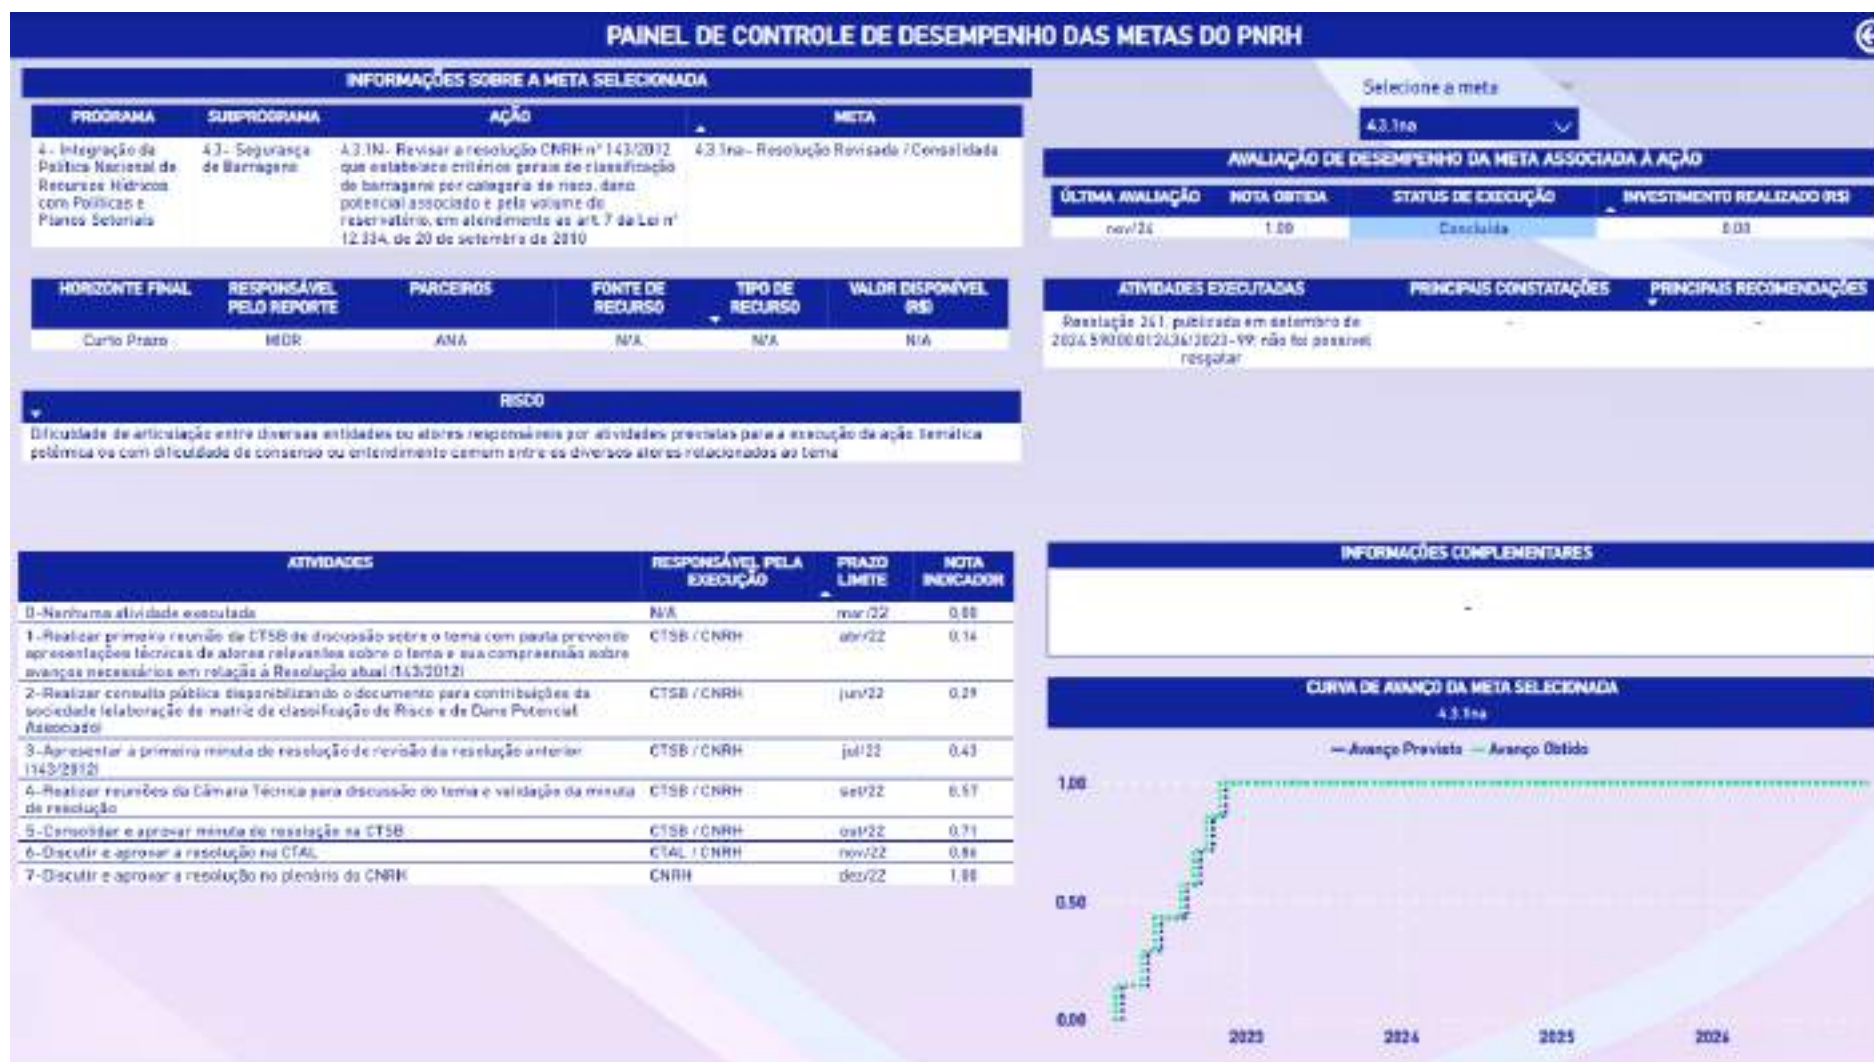 PAINEL DE CONTROLE DE DESEMPENHO DAS METAS DO PNRH
INFORMAÇÕES SOBRE A META SELECIONADA
PROGRAMA SUBPROGRAMA AÇÃO META
4- Integração da Política Nacional de Recursos Hídricos com Políticas e Planos Setoriais
4.3- Segurança de Barragens
4.3.1N- Revisar a resolução CNRH nº 143/2012
que estabelece critérios gerais de classificação
de barragens por categoria de risco, dano
potencial associado e pelo volume do
reservatório, em atendimento ao art. 7 da Lei nº
12.334, de 20 de setembro de 2010
4.3.1na- Resolução Revisada / Consolidada
HORIZONTE FINAL RESPONSÁVEL PELO REPORTE PARCEIROS FONTE DE RECURSO TIPO DE RECURSO VALOR DISPONÍVEL (R$)
Curto Prazo MIDR ANA N/A N/A N/A
RISCO
Dificuldade de articulação entre diversas entidades ou atores responsáveis por atividades previstas para a execução da ação Temática
polêmica ou com dificuldade de consenso ou entendimento comum entre os diversos atores relacionados ao tema
ATIVIDADES RESPONSÁVEL PELA EXECUÇÃO PRAZO LIMITE NOTA INDICADOR
0-Nenhuma atividade executada N/A mar/22 0,00
1-Realizar primeira reunião da CTSB de discussão sobre o tema com pauta prevendo CTSB / CNRH abr/22 0,14
apresentações técnicas de atores relevantes sobre o tema e sua compreensão sobre
avanços necessários em relação à Resolução atual (143/2012)
2-Realizar consulta pública disponibilizando o documento para contribuições da CTSB / CNRH jun/22 0,29
sociedade (elaboração de matriz de classificação de Risco e de Dano Potencial
Associado)
3-Apresentar a primeira minuta de resolução de revisão da resolução anterior CTSB / CNRH jul/22 0,43
(143/2012)
4-Realizar reuniões da Câmara Técnica para discussão do tema e validação da minuta CTSB / CNRH set/22 0,57
de resolução
5-Consolidar e aprovar minuta de resolução na CTSB CTSB / CNRH out/22 0,71
6-Discutir e aprovar a resolução na CTAL CTAL / CNRH nov/22 0,86
7-Discutir e aprovar a resolução no plenário do CNRH CNRH dez/22 1,00
Selecione a meta
4.3.1na
AVALIAÇÃO DE DESEMPENHO DA META ASSOCIADA À AÇÃO
ÚLTIMA AVALIAÇÃO NOTA OBTIDA STATUS DE EXECUÇÃO INVESTIMENTO REALIZADO (R$)
nov/24 1,00 Concluída 0,00
ATIVIDADES EXECUTADAS PRINCIPAIS CONSTATAÇÕES PRINCIPAIS RECOMENDAÇÕES
Resolução 241, publicada em setembro de - -
2024.59000.012436/2023-99; não foi possível
resgatar
INFORMAÇÕES COMPLEMENTARES
-
CURVA DE AVANÇO DA META SELECIONADA
4.3.1na
Avanço Previsto Avanço Obtido
1,00
0,50
0,00
2023 2024 2025 2026